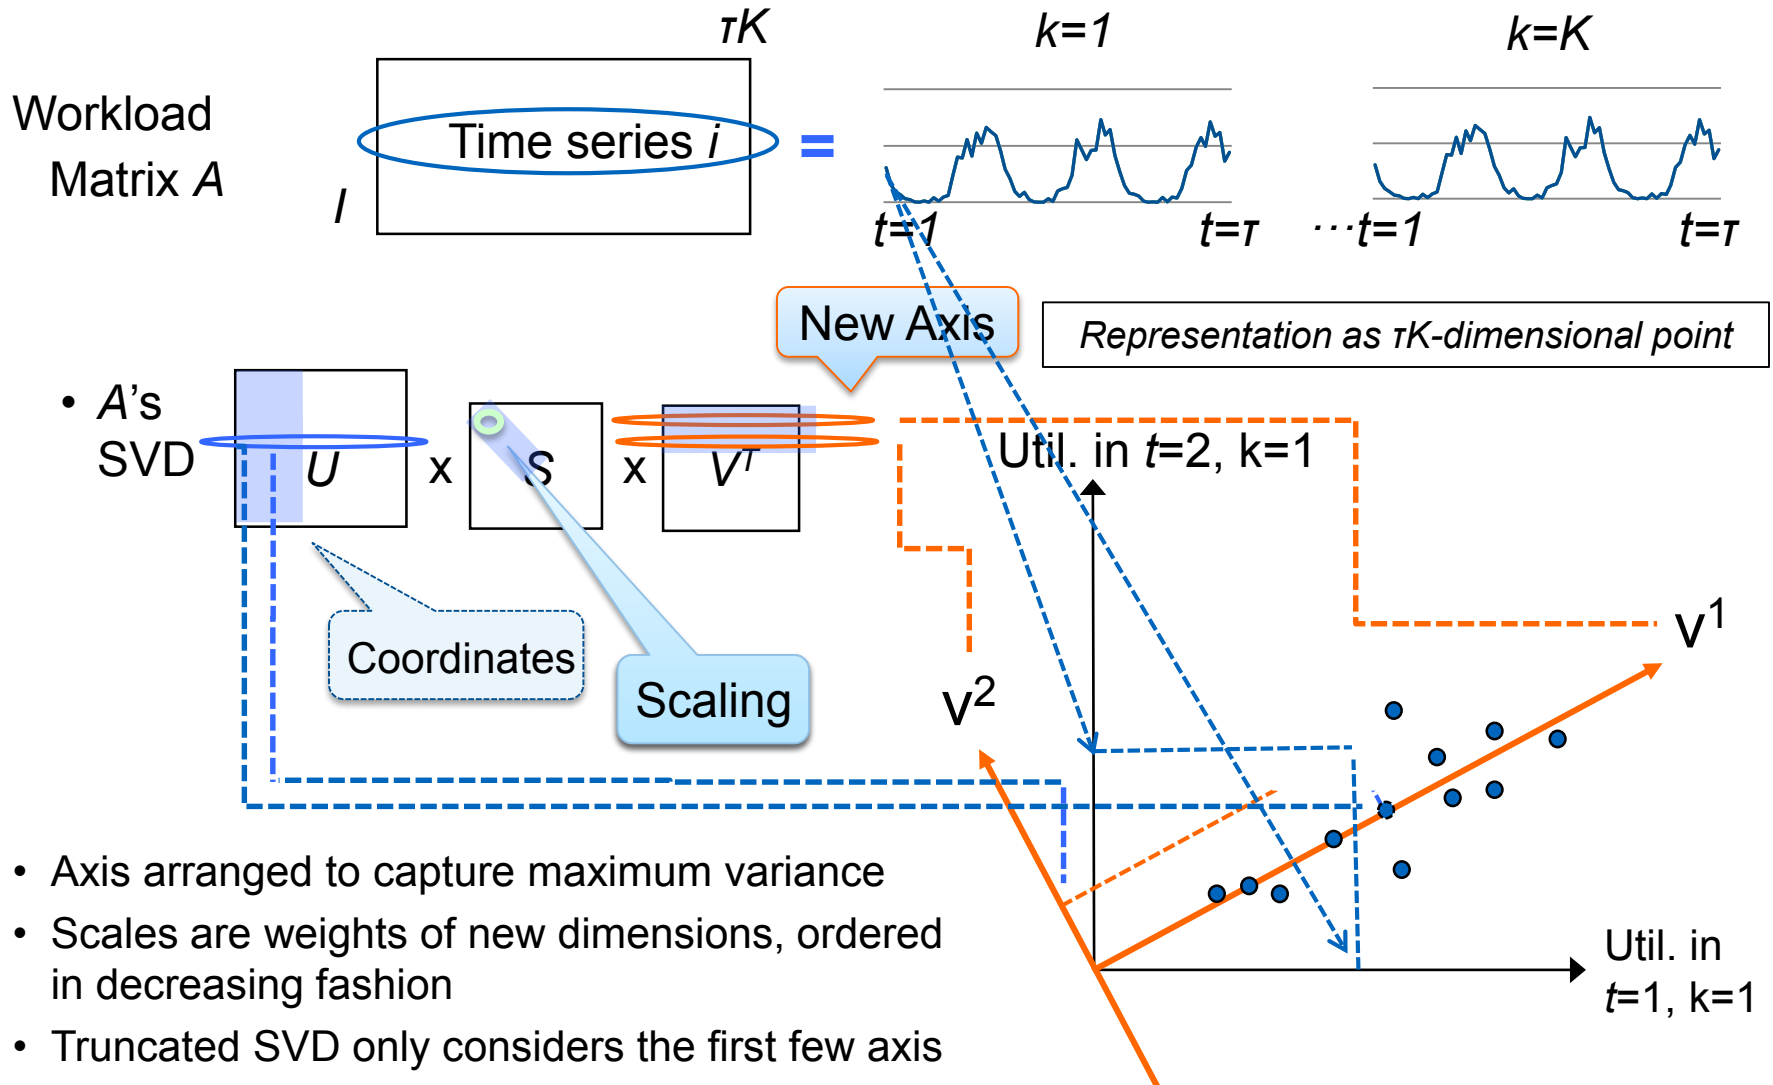 τK
k=1
k=K
Workload
Matrix A
Time series i
=
I
t=1
t=τ
···t=1
t=τ
New Axis
Representation as τK-dimensional point
• A’s
SVD
U
x
S
x
V^T
Util. in t=2, k=1
Coordinates
Scaling
v^2
v^1
• Axis arranged to capture maximum variance
• Scales are weights of new dimensions, ordered
in decreasing fashion
• Truncated SVD only considers the first few axis
Util. in
t=1, k=1